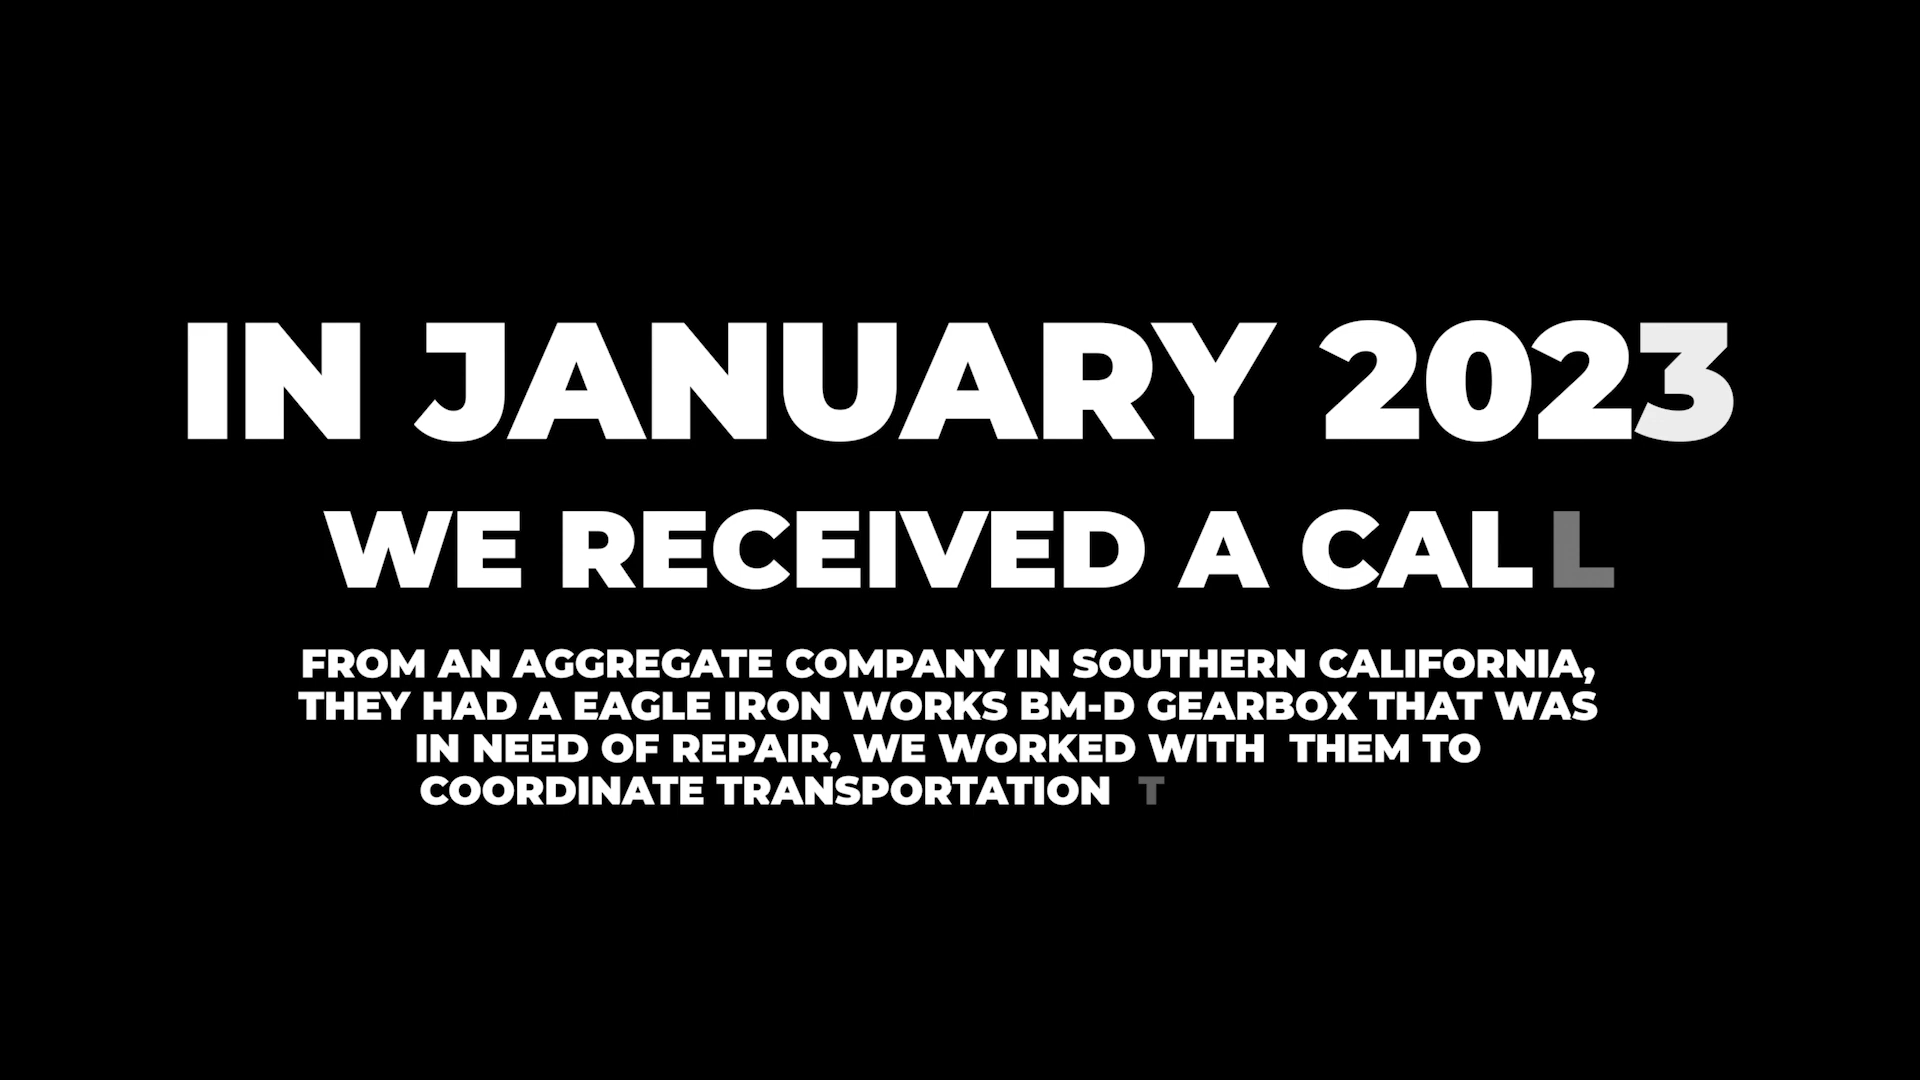 IN JANUARY 2023
WE RECEIVED A CALL
FROM AN AGGREGATE COMPANY IN SOUTHERN CALIFORNIA,
THEY HAD A EAGLE IRON WORKS BM-D GEARBOX THAT WAS
IN NEED OF REPAIR, WE WORKED WITH THEM TO
COORDINATE TRANSPORTATION T